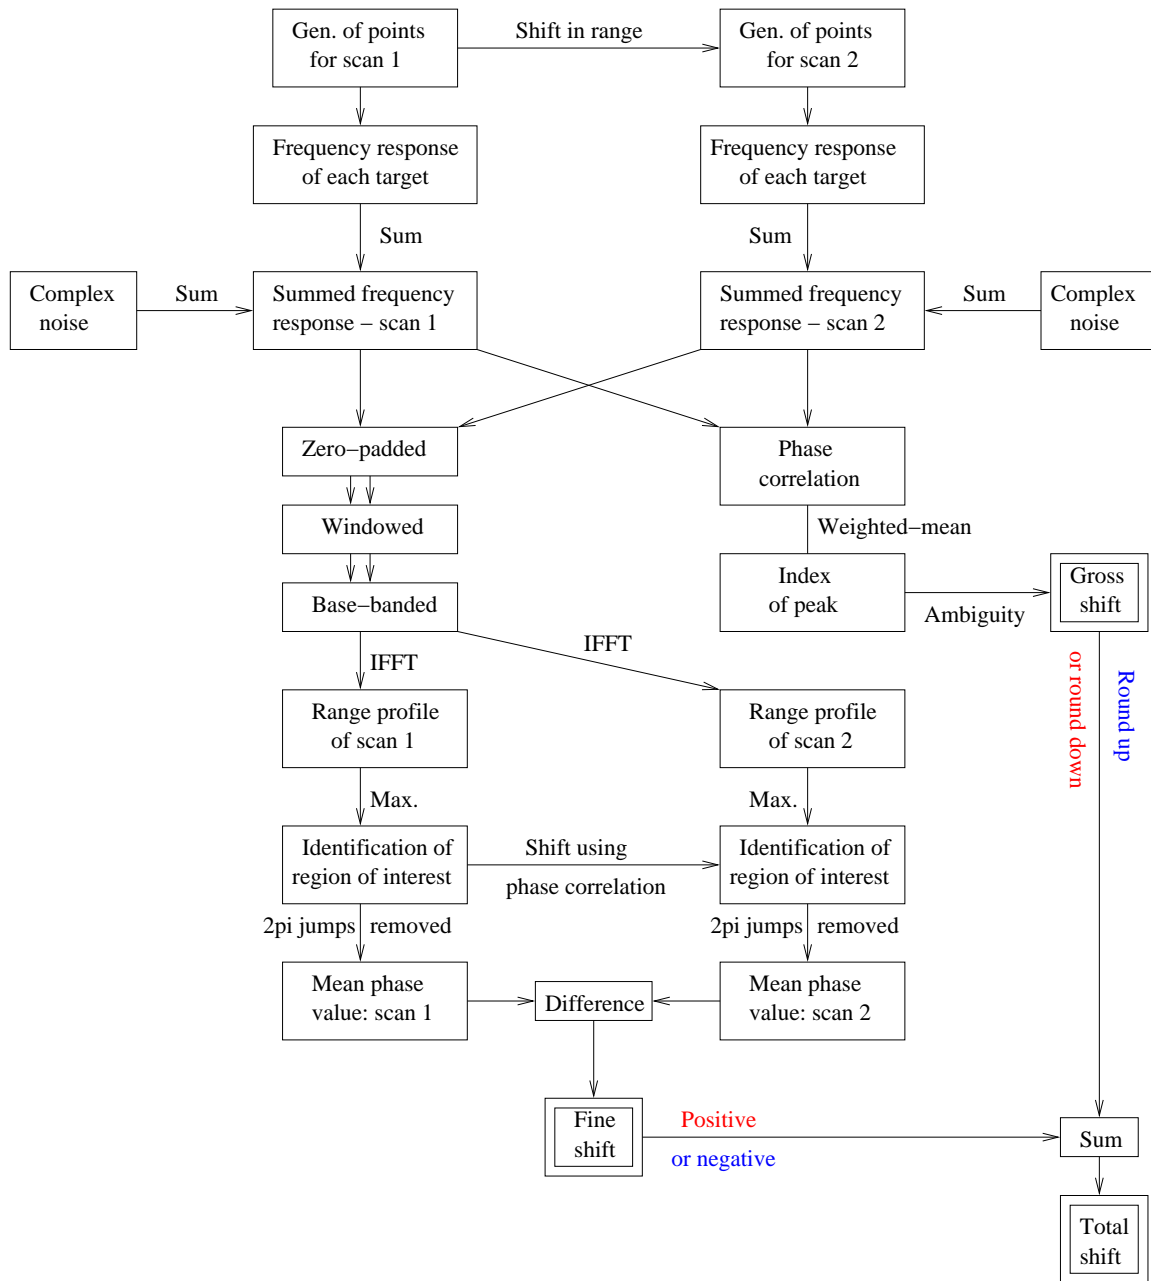 Gen. of points
for scan 1
Shift in range
Gen. of points
for scan 2
Frequency response
of each target
Frequency response
of each target
Sum
Sum
Complex
noise
Sum
Summed frequency
response – scan 1
Summed frequency
response – scan 2
Sum
Complex
noise
Zero–padded
Phase
correlation
Windowed
Weighted–mean
Base–banded
Index
of peak
Ambiguity
Gross
shift
IFFT
IFFT
or round down
Round up
Range profile
of scan 1
Range profile
of scan 2
Max.
Max.
Identification of
region of interest
Shift using
phase correlation
Identification of
region of interest
2pi jumps removed
2pi jumps removed
Mean phase
value: scan 1
Difference
Mean phase
value: scan 2
Fine
shift
Positive
or negative
Sum
Total
shift